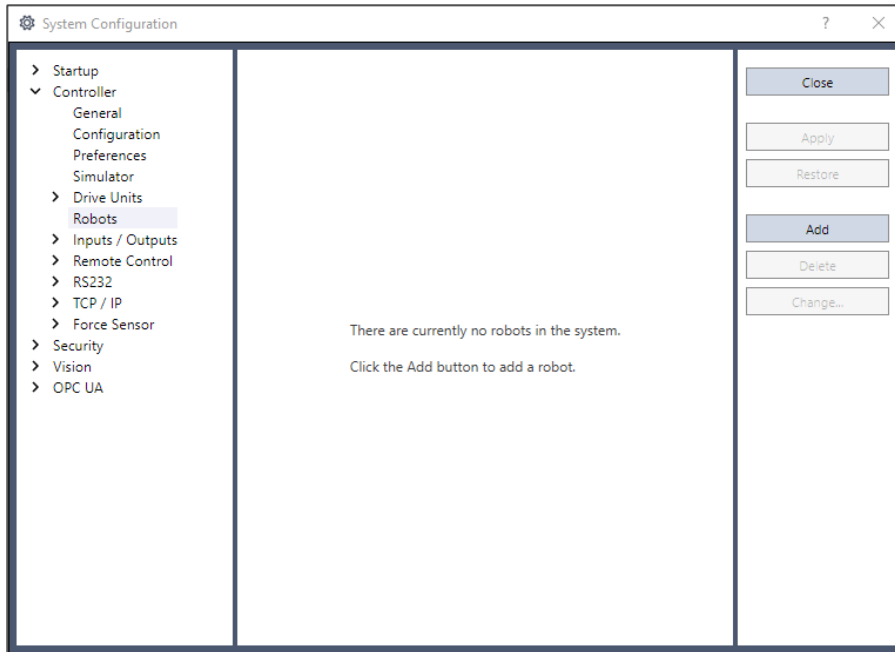 System Configuration
?
Startup
Controller
General
Configuration
Preferences
Simulator
Drive Units
Robots
Inputs / Outputs
Remote Control
RS232
TCP / IP
Force Sensor
Security
Vision
OPC UA
There are currently no robots in the system.
Click the Add button to add a robot.
Close
Apply
Restore
Add
Delete
Change...